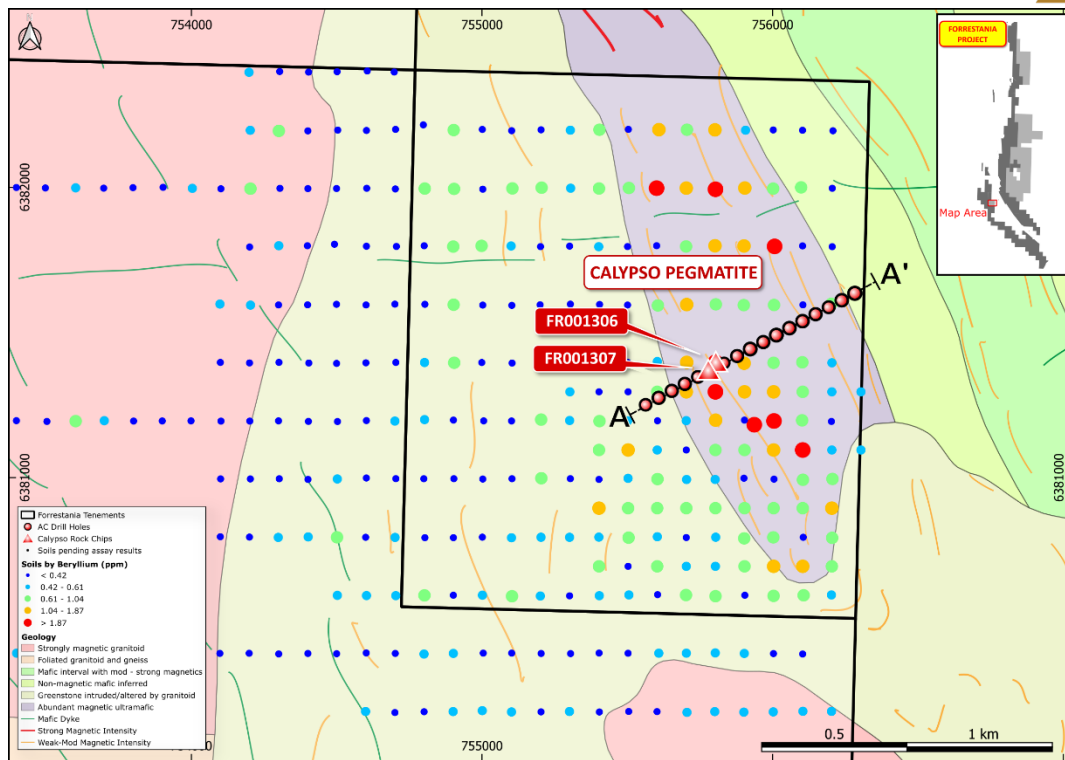 754000
755000
756000
FORRESTANIA
PROJECT
Map Area
6382000
6382000
CALYPSO PEGMATITE
A'
FR001306
FR001307
A
6381000
6381000
Forrestania Tenements
AC Drill Holes
Calypso Rock Chips
Soils pending assay results
Soils by Beryllium (ppm)
< 0.42
0.42 - 0.61
0.61 - 1.04
1.04 - 1.87
> 1.87
Geology
Strongly magnetic granitoid
Foliated granitoid and gneiss
Mafic interval with mod - strong magnetics
Non-magnetic mafic inferred
Greenstone intruded/altered by granitoid
Abundant magnetic ultramafic
Mafic Dyke
Strong Magnetic Intensity
Weak-Mod Magnetic Intensity
754000
755000
0.5
1 km